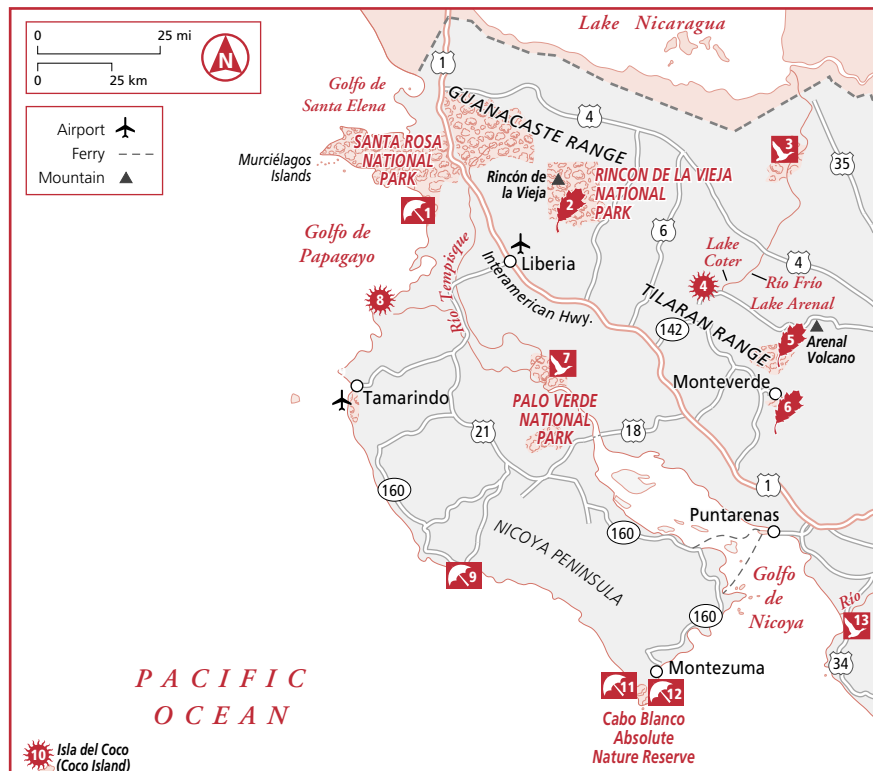 Lake Nicaragua
0 25 mi
0 25 km
N
Airport
Ferry
Mountain
1
Golfo de
Santa Elena
GUANACASTE RANGE
4
SANTA ROSA
NATIONAL
PARK
Murciélagos
Islands
3
35
Rincón de
la Vieja
RINCON DE LA VIEJA
NATIONAL
PARK
2
1
Golfo de
Papagayo
6
Lake
Coter
4
Río Frío
4
Lake Arenal
Río Tempisque
Liberia
Interamerican Hwy.
8
TILARAN RANGE
142
5
Arenal
Volcano
7
Monteverde
6
Tamarindo
PALO VERDE
NATIONAL
PARK
21
18
160
1
Puntarenas
160
NICOYA PENINSULA
9
Golfo
de
Nicoya
160
Río
13
34
Montezuma
11
12
Cabo Blanco
Absolute
Nature Reserve
PACIFIC
OCEAN
10
Isla del Coco
(Coco Island)